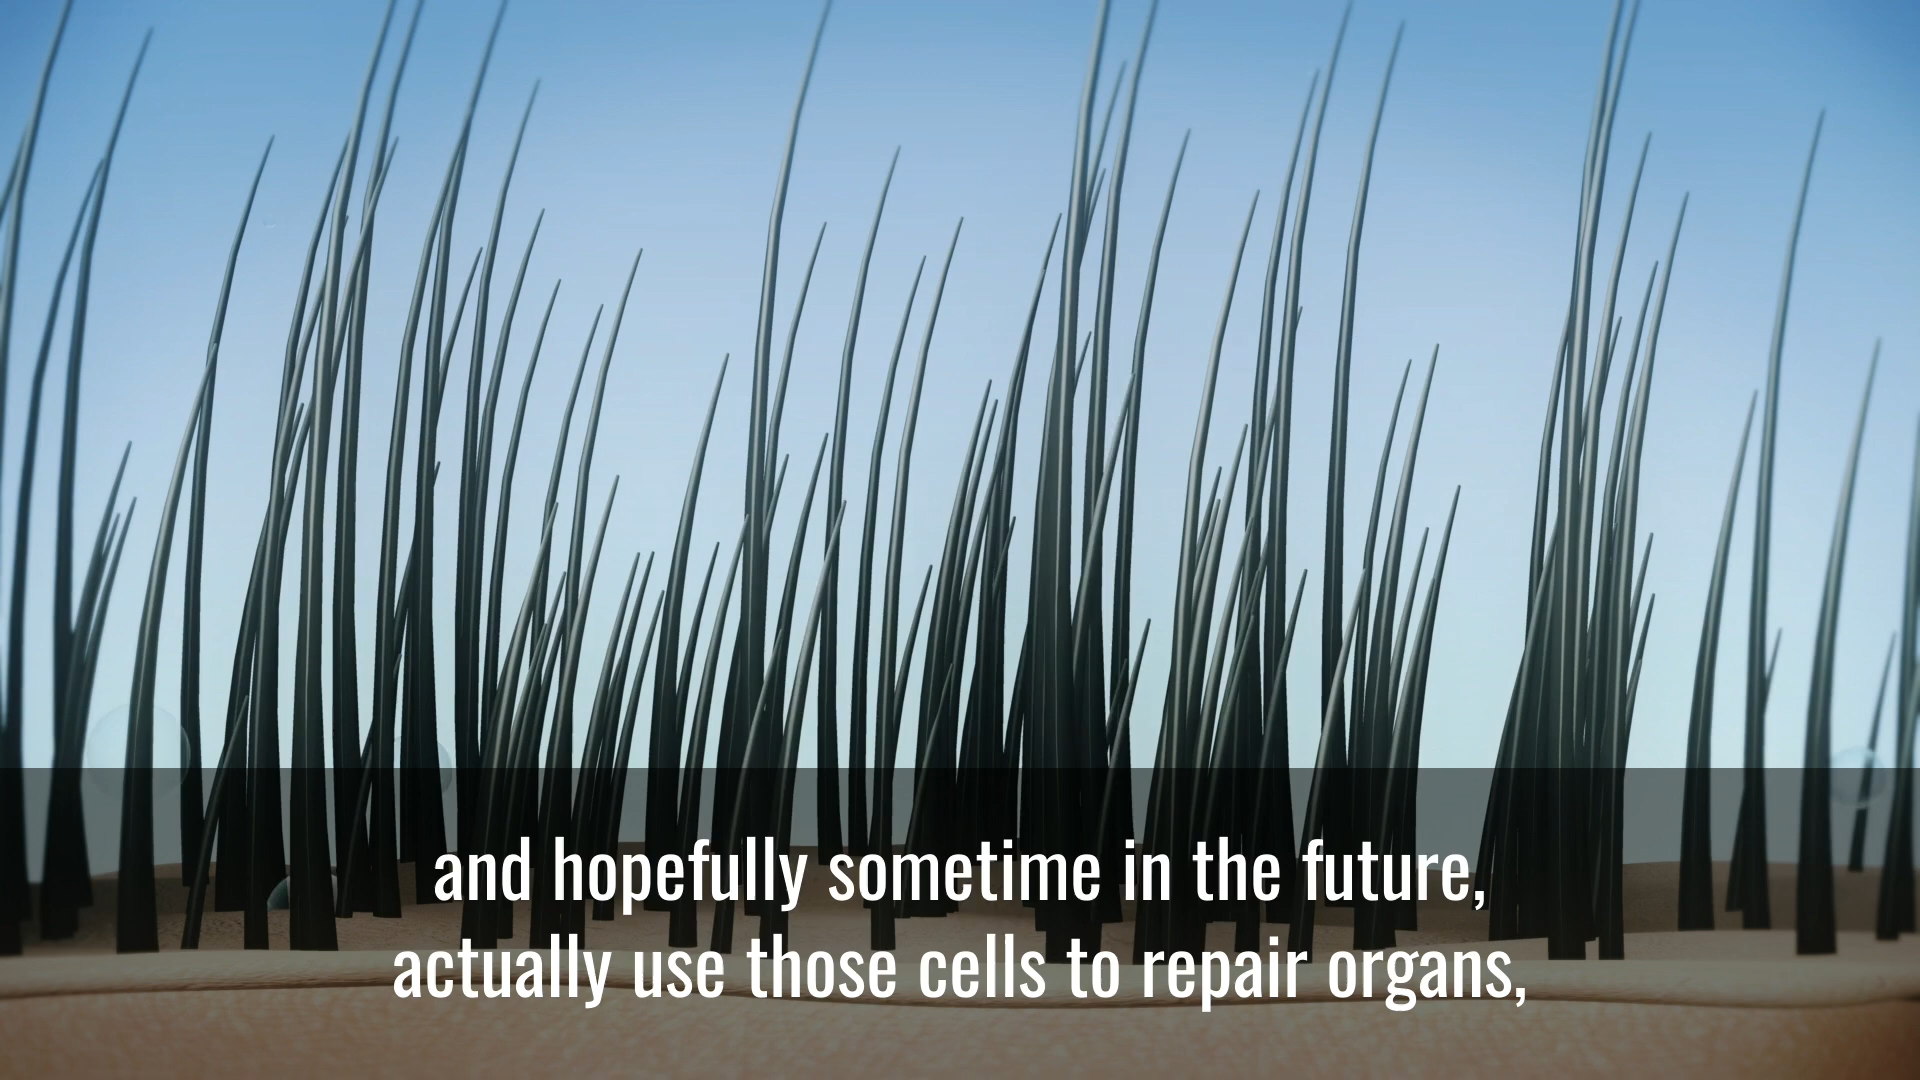 and hopefully sometime in the future,
actually use those cells to repair organs,